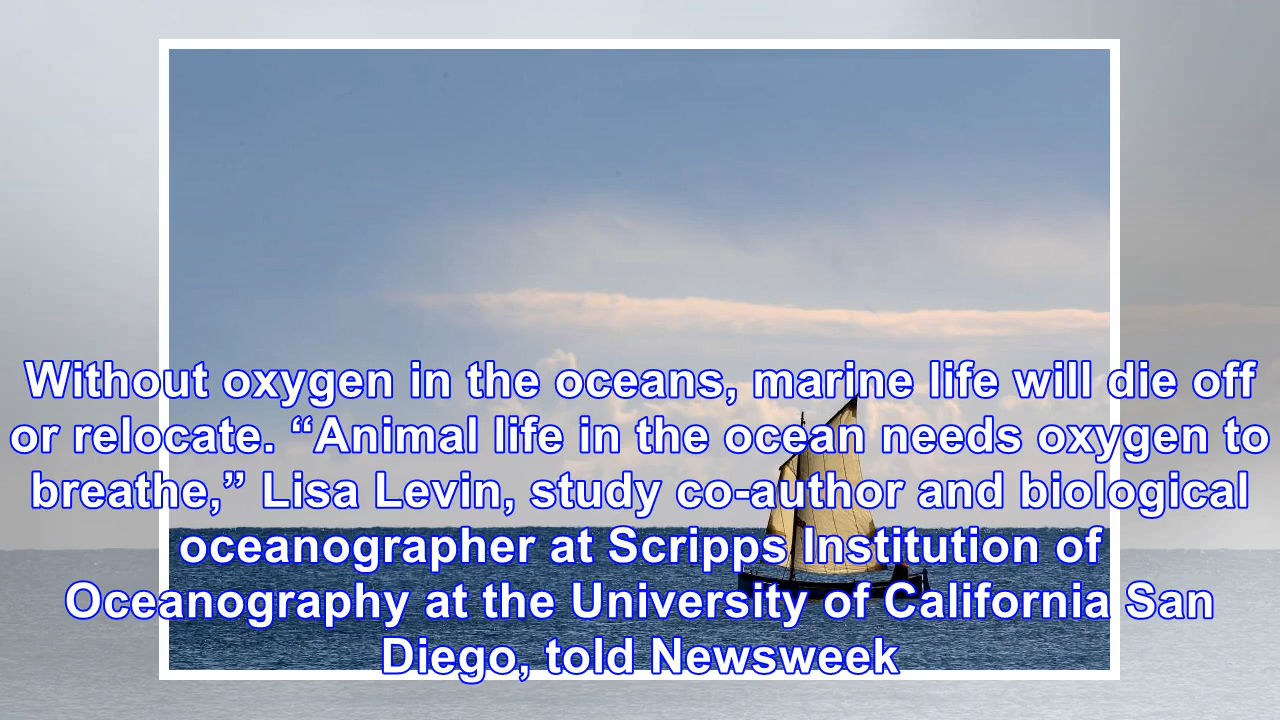 Without oxygen in the oceans, marine life will die off
or relocate. “Animal life in the ocean needs oxygen to
breathe,” Lisa Levin, study co-author and biological
oceanographer at Scripps Institution of
Oceanography at the University of California San
Diego, told Newsweek